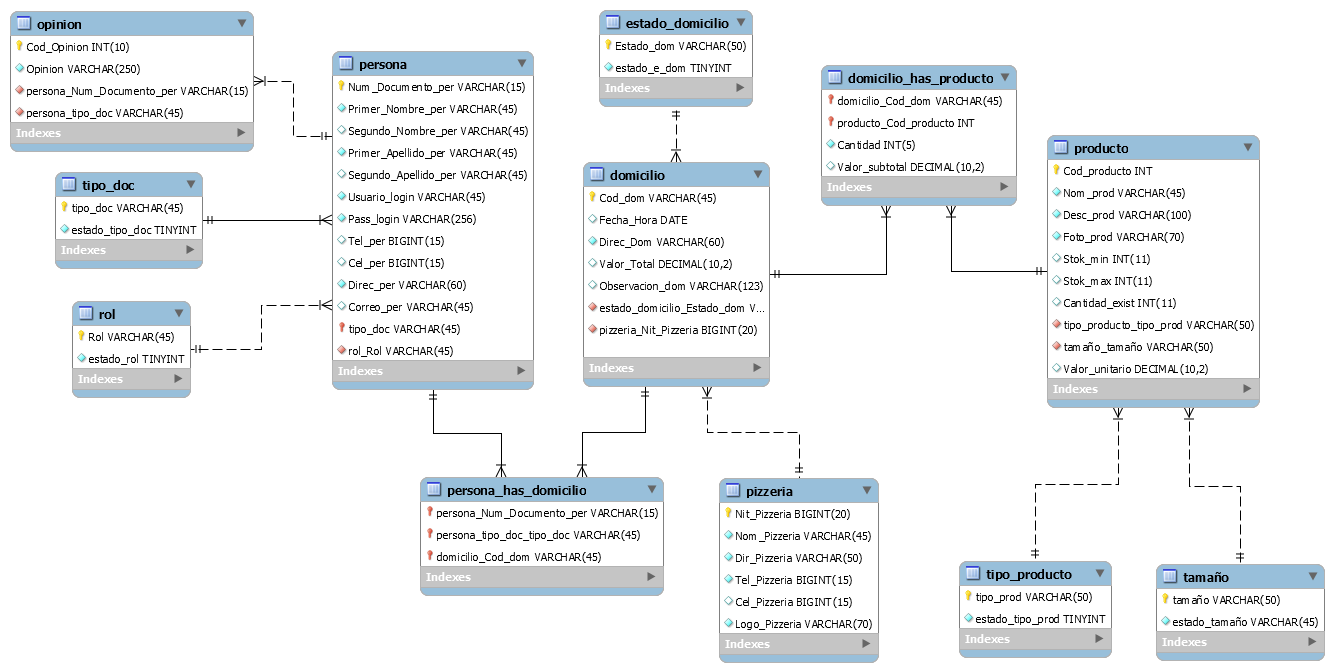 opinion
Cod_Opinion INT(10)
Opinion VARCHAR(250)
persona_Num_Documento_per VARCHAR(15)
persona_tipo_doc VARCHAR(45)
Indexes
tipo_doc
tipo_doc VARCHAR(45)
estado_tipo_doc TINYINT
Indexes
rol
Rol VARCHAR(45)
estado_rol TINYINT
Indexes
persona
Num_Documento_per VARCHAR(15)
Primer_Nombre_per VARCHAR(45)
Segundo_Nombre_per VARCHAR(45)
Primer_Apellido_per VARCHAR(45)
Segundo_Apellido_per VARCHAR(45)
Usuario_login VARCHAR(45)
Pass_login VARCHAR(256)
Tel_per BIGINT(15)
Cel_per BIGINT(15)
Direc_per VARCHAR(60)
Correo_per VARCHAR(45)
tipo_doc VARCHAR(45)
rol_Rol VARCHAR(45)
Indexes
estado_domicilio
Estado_dom VARCHAR(50)
estado_e_dom TINYINT
Indexes
domicilio
Cod_dom VARCHAR(45)
Fecha_Hora DATE
Direc_Dom VARCHAR(60)
Valor_Total DECIMAL(10,2)
Observacion_dom VARCHAR(123)
estado_domicilio_Estado_dom V...
pizzeria_Nit_Pizzeria BIGINT(20)
Indexes
domicilio_has_producto
domicilio_Cod_dom VARCHAR(45)
producto_Cod_producto INT
Cantidad INT(5)
Valor_subtotal DECIMAL(10,2)
Indexes
producto
Cod_producto INT
Nom_prod VARCHAR(45)
Desc_prod VARCHAR(100)
Foto_prod VARCHAR(70)
Stok_min INT(11)
Stok_max INT(11)
Cantidad_exist INT(11)
tipo_producto_tipo_prod VARCHAR(50)
tamaño_tamaño VARCHAR(50)
Valor_unitario DECIMAL(10,2)
Indexes
persona_has_domicilio
persona_Num_Documento_per VARCHAR(15)
persona_tipo_doc_tipo_doc VARCHAR(45)
domicilio_Cod_dom VARCHAR(45)
Indexes
pizzeria
Nit_Pizzeria BIGINT(20)
Nom_Pizzeria VARCHAR(45)
Dir_Pizzeria VARCHAR(50)
Tel_Pizzeria BIGINT(15)
Cel_Pizzeria BIGINT(15)
Logo_Pizzeria VARCHAR(70)
Indexes
tipo_producto
tipo_prod VARCHAR(50)
estado_tipo_prod TINYINT
Indexes
tamaño
tamaño VARCHAR(50)
estado_tamaño VARCHAR(45)
Indexes